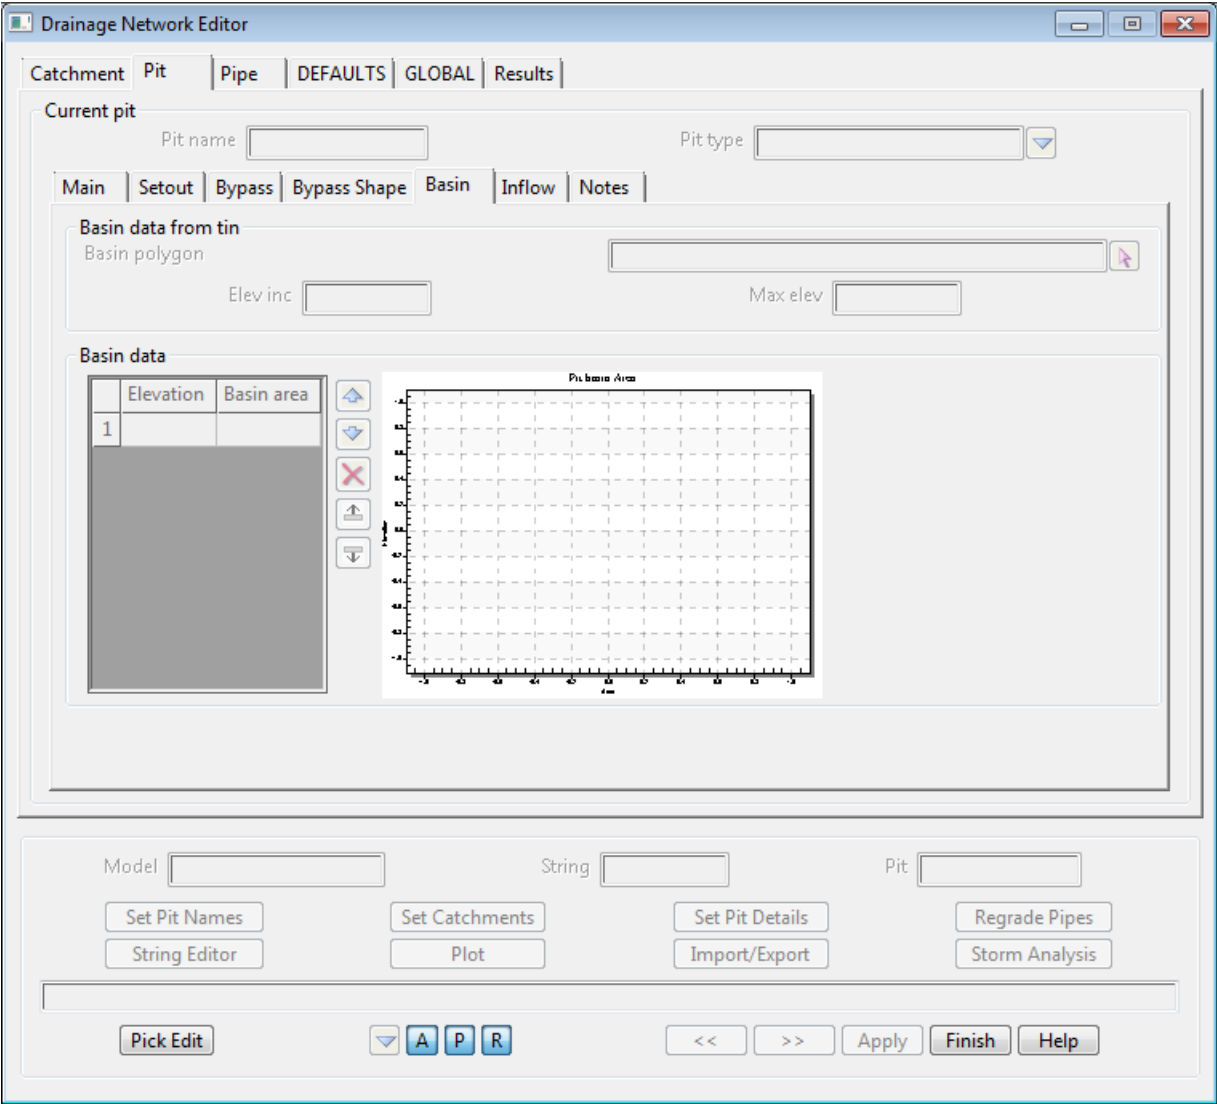 Drainage Network Editor
Catchment Pit Pipe DEFAULTS GLOBAL Results
Current pit
Pit name Pit type
Main Setout Bypass Bypass Shape Basin Inflow Notes
Basin data from tin
Basin polygon
Elev inc Max elev
Basin data
Elevation Basin area
1
Area
Model String Pit
Set Pit Names Set Catchments Set Pit Details Regrade Pipes
String Editor Plot Import/Export Storm Analysis
Pick Edit A P R << >> Apply Finish Help